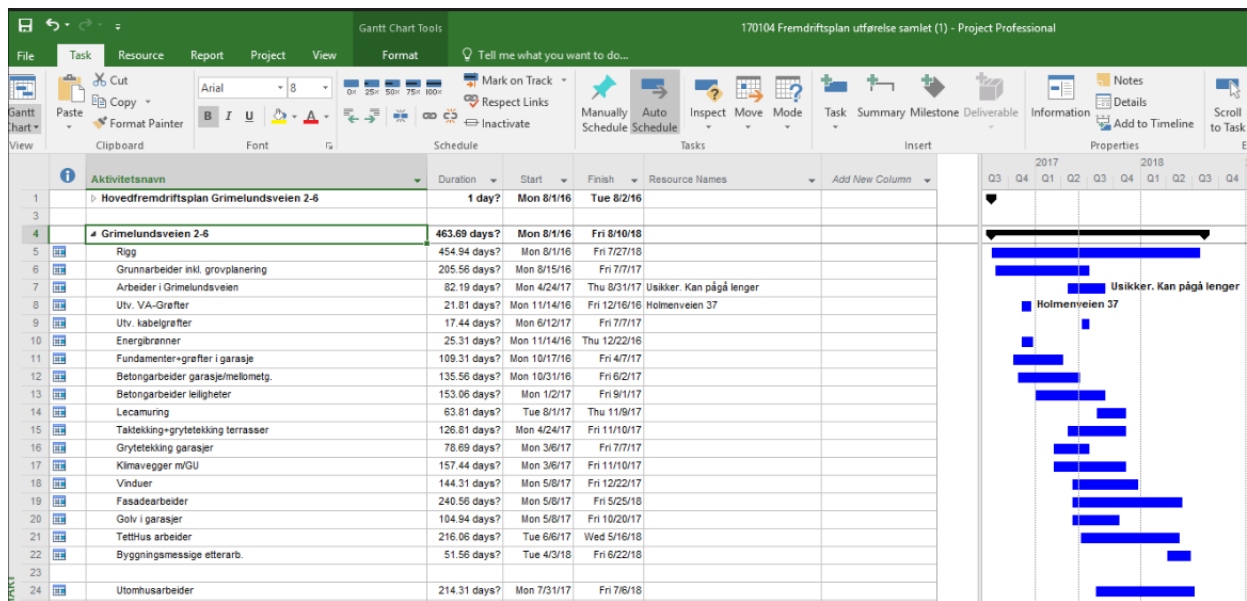 Gantt Chart Tools 170104 Fremdriftsplan utførelse samlet (1) - Project Professional
File Task Resource Report Project View Format Tell me what you want to do...
Gantt Chart Paste Cut Copy Format Painter Arial 8 B I U A
0% 25% 50% 75% 100% Mark on Track Respect Links Inactivate
Manually Schedule Auto Schedule Inspect Move Mode Task Summary Milestone Deliverable Information Notes Details Add to Timeline Scroll to Task
View Clipboard Font Schedule Tasks Insert Properties E
2017 2018
Aktivitetsnavn Duration Start Finish Resource Names Add New Column Q3 Q4 Q1 Q2 Q3 Q4 Q1 Q2 Q3 Q4
1 Hovedfremdriftsplan Grimelundsveien 2-6 1 day? Mon 8/1/16 Tue 8/2/16
3
4 Grimelundsveien 2-6 463.69 days? Mon 8/1/16 Fri 8/10/18
5 Rigg 454.94 days? Mon 8/1/16 Fri 7/27/18
6 Grunnarbeider inkl. grovplanering 205.56 days? Mon 8/15/16 Fri 7/7/17
7 Arbeider i Grimelundsveien 82.19 days? Mon 4/24/17 Thu 8/31/17 Usikker. Kan pågå lenger Usikker. Kan pågå lenger
8 Utv. VA-Grøfter 21.81 days? Mon 11/14/16 Fri 12/16/16 Holmenveien 37 Holmenveien 37
9 Utv. kabelgrøfter 17.44 days? Mon 6/12/17 Fri 7/7/17
10 Energibrønner 25.31 days? Mon 11/14/16 Thu 12/22/16
11 Fundamenter+grøfter i garasje 109.31 days? Mon 10/17/16 Fri 4/7/17
12 Betongarbeider garasje/mellometg. 135.56 days? Mon 10/31/16 Fri 6/2/17
13 Betongarbeider leiligheter 153.06 days? Mon 1/2/17 Fri 9/1/17
14 Lecamuring 63.81 days? Tue 8/1/17 Thu 11/9/17
15 Taktekking+grytetekking terrasser 126.81 days? Mon 4/24/17 Fri 11/10/17
16 Grytetekking garasjer 78.69 days? Mon 3/6/17 Fri 7/7/17
17 Klimavegger m/GU 157.44 days? Mon 3/6/17 Fri 11/10/17
18 Vinduer 144.31 days? Mon 5/8/17 Fri 12/22/17
19 Fasadearbeider 240.56 days? Mon 5/8/17 Fri 5/25/18
20 Golv i garasjer 104.94 days? Mon 5/8/17 Fri 10/20/17
21 TettHus arbeider 216.06 days? Tue 6/6/17 Wed 5/16/18
22 Byggningsmessige etterarb. 51.56 days? Tue 4/3/18 Fri 6/22/18
23
24 Utomhusarbeider 214.31 days? Mon 7/31/17 Fri 7/6/18